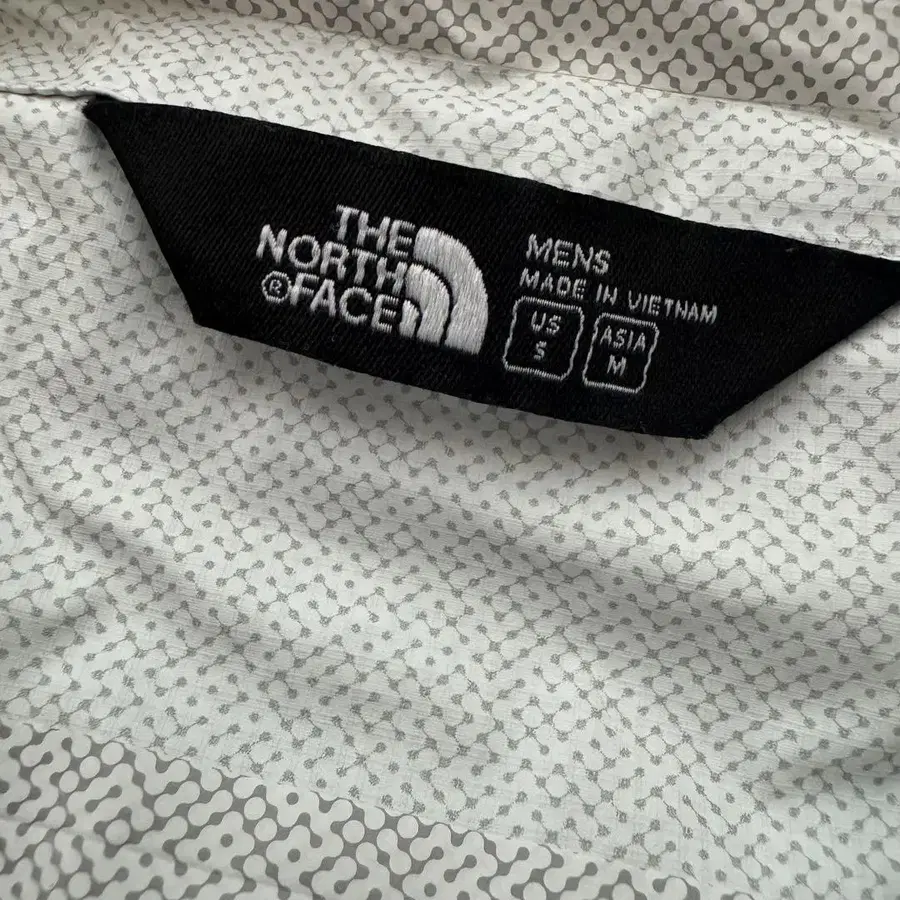 THE
NORTH
®FACE
MENS
MADE IN VIETNAM
US
S
ASIA
M